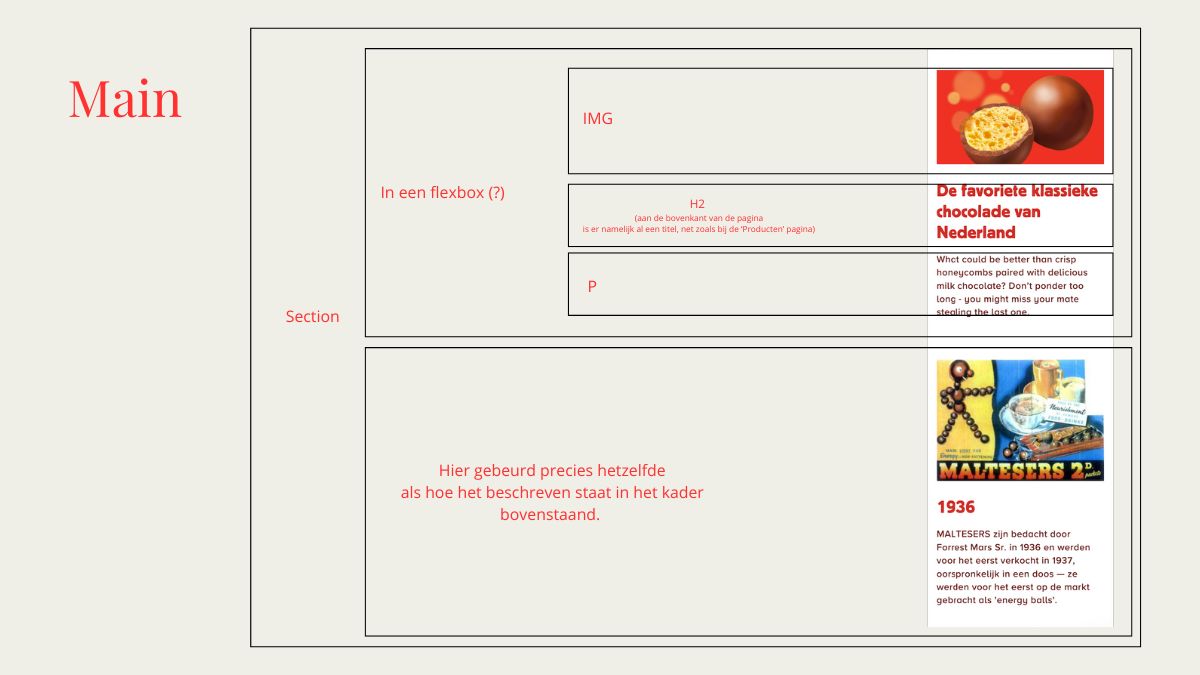 Main
IMG
In een flexbox (?)
H2
(aan de bovenkant van de pagina
is er namelijk al een titel, net zoals bij de 'Producten' pagina)
P
Section
De favoriete klassieke
chocolade van
Nederland
What could be better than crisp
honeycombs paired with delicious
milk chocolate? Don't ponder too
long - you might miss your mate
stealing the last one.
Hier gebeurd precies hetzelfde
als hoe het beschreven staat in het kader
bovenstaand.
Nourishment
MALTESERS 2D.
packets
1936
MALTESERS zijn bedacht door
Forrest Mars Sr. in 1936 en werden
voor het eerst verkocht in 1937,
oorspronkelijk in een doos — ze
werden voor het eerst op de markt
gebracht als 'energy balls'.